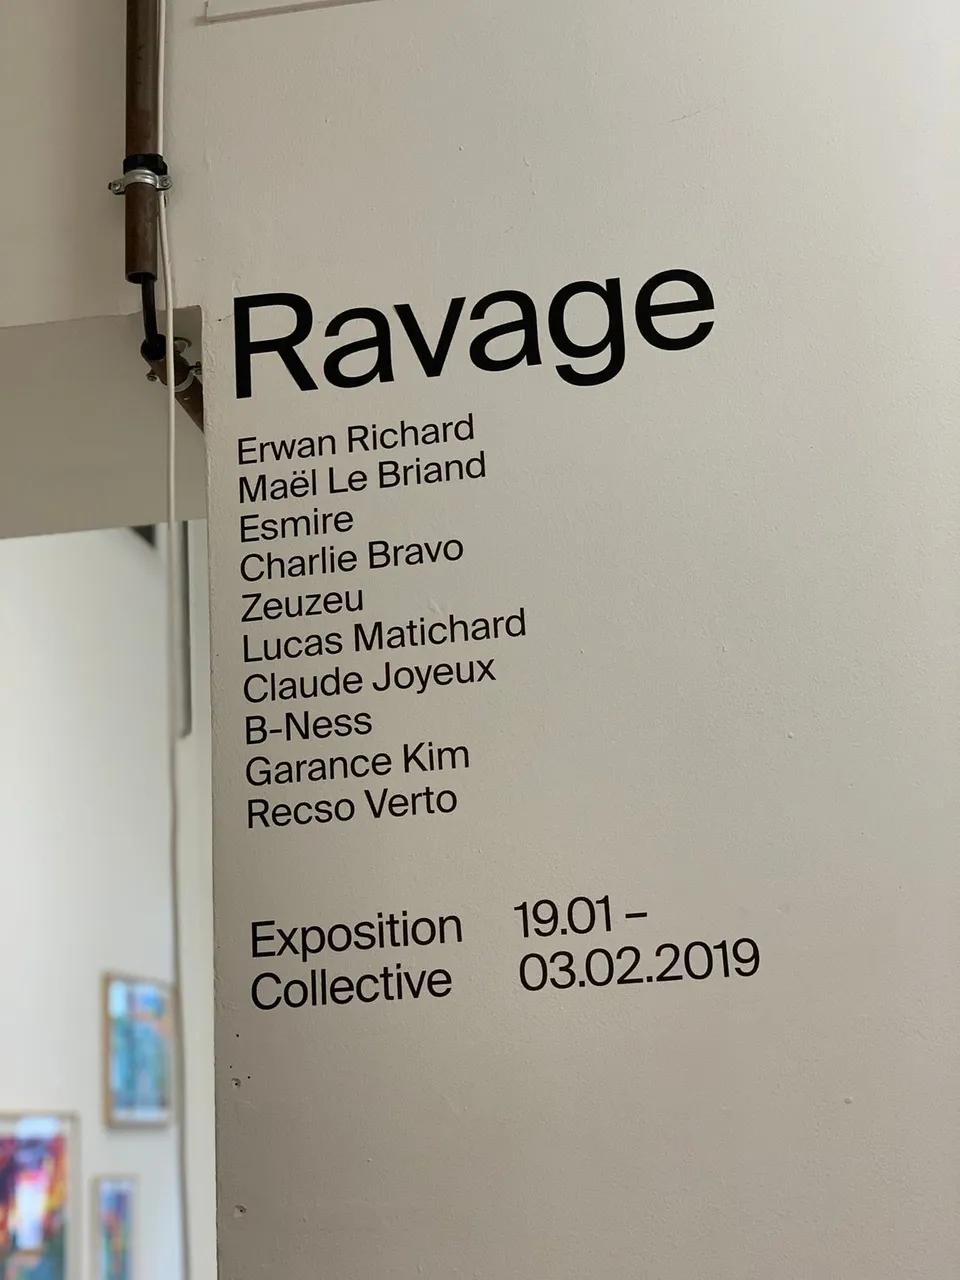 Ravage
Erwan Richard
Maël Le Briand
Esmire
Charlie Bravo
Zeuzeu
Lucas Matichard
Claude Joyeux
B-Ness
Garance Kim
Recso Verto
Exposition 19.01 –
Collective 03.02.2019